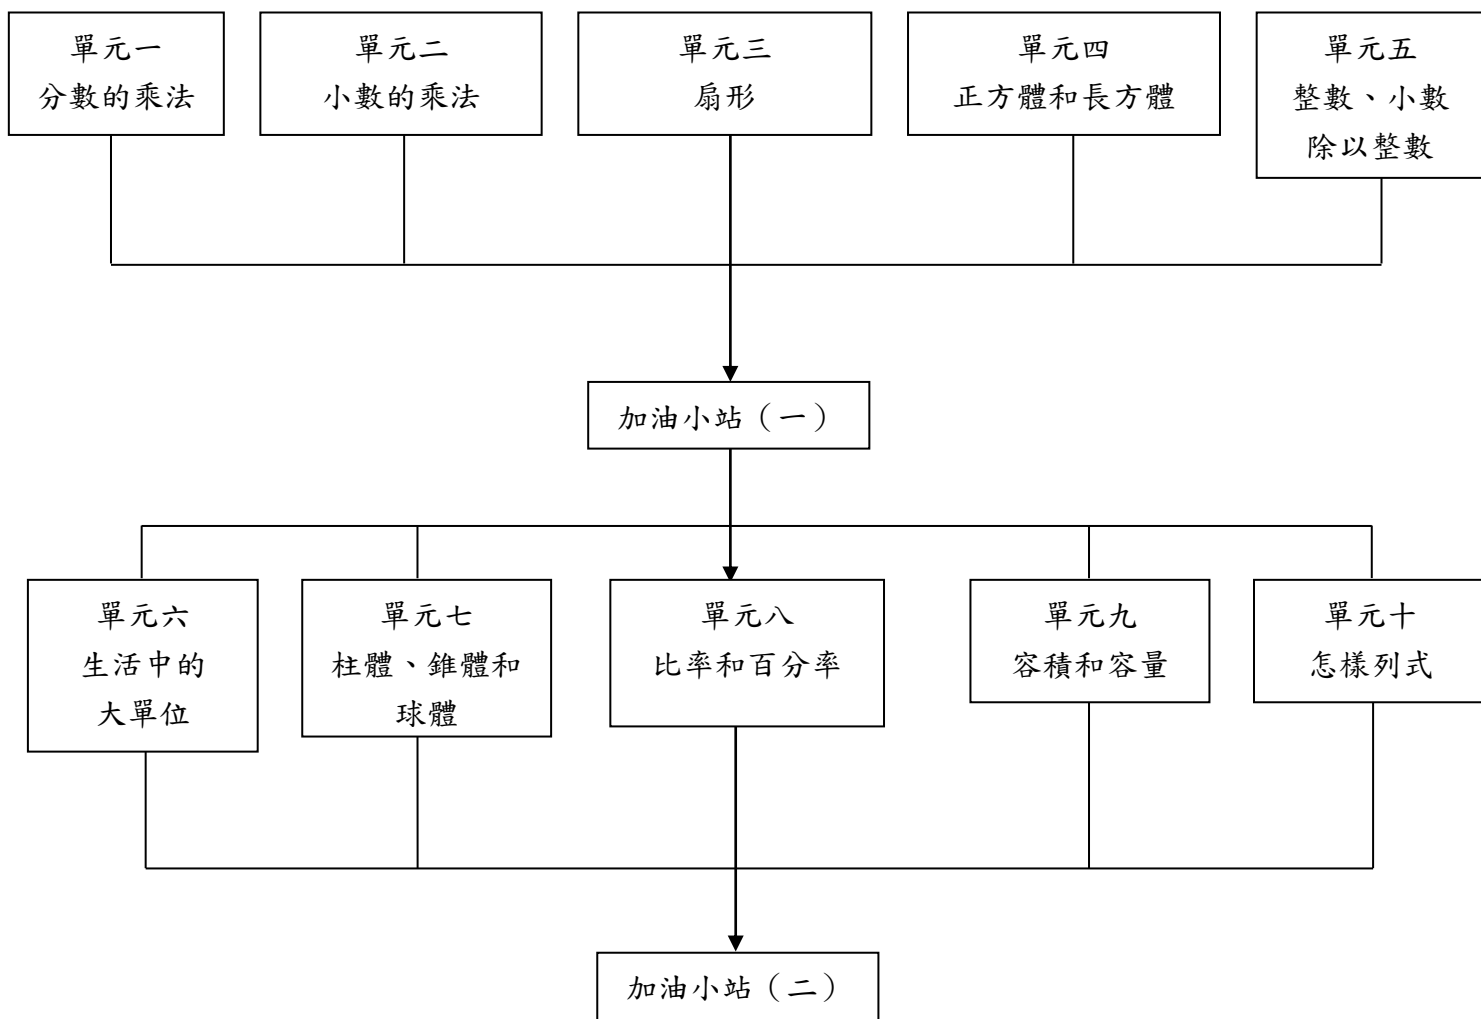 單元一
分數的乘法
單元二
小數的乘法
單元三
扇形
單元四
正方體和長方體
單元五
整數、小數
除以整數
加油小站（一）
單元六
生活中的
大單位
單元七
柱體、錐體和
球體
單元八
比率和百分率
單元九
容積和容量
單元十
怎樣列式
加油小站（二）